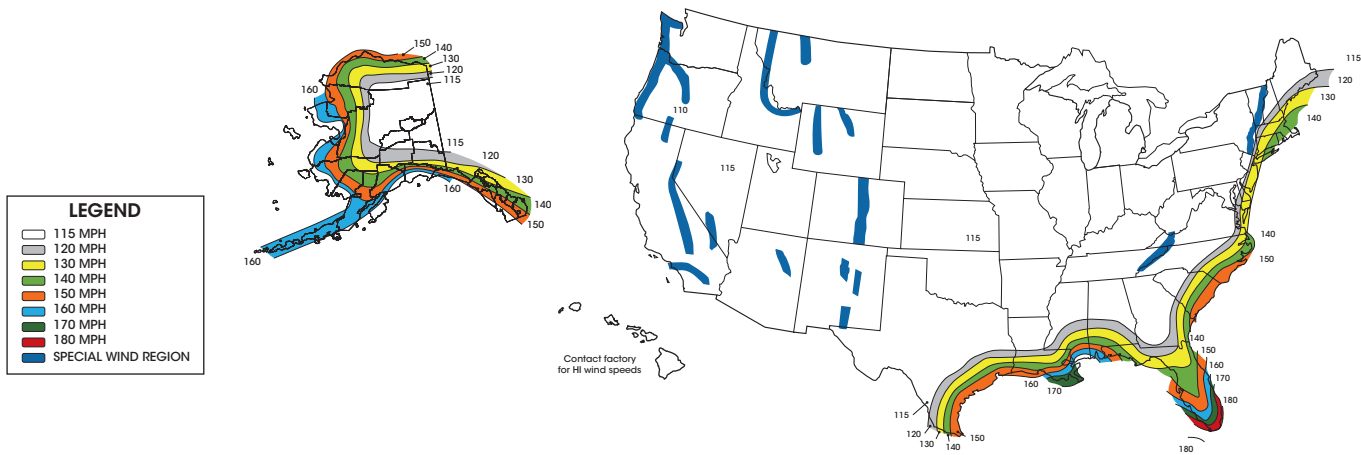 LEGEND
115 MPH
120 MPH
130 MPH
140 MPH
150 MPH
160 MPH
170 MPH
180 MPH
SPECIAL WIND REGION
150
140
130
120
115
160
115
120
160
130
140
150
160
110
115
115
115
120
130
140
140
150
140
150
160
170
180
180
160
170
115
120
130
140
150
Contact factory
for HI wind speeds